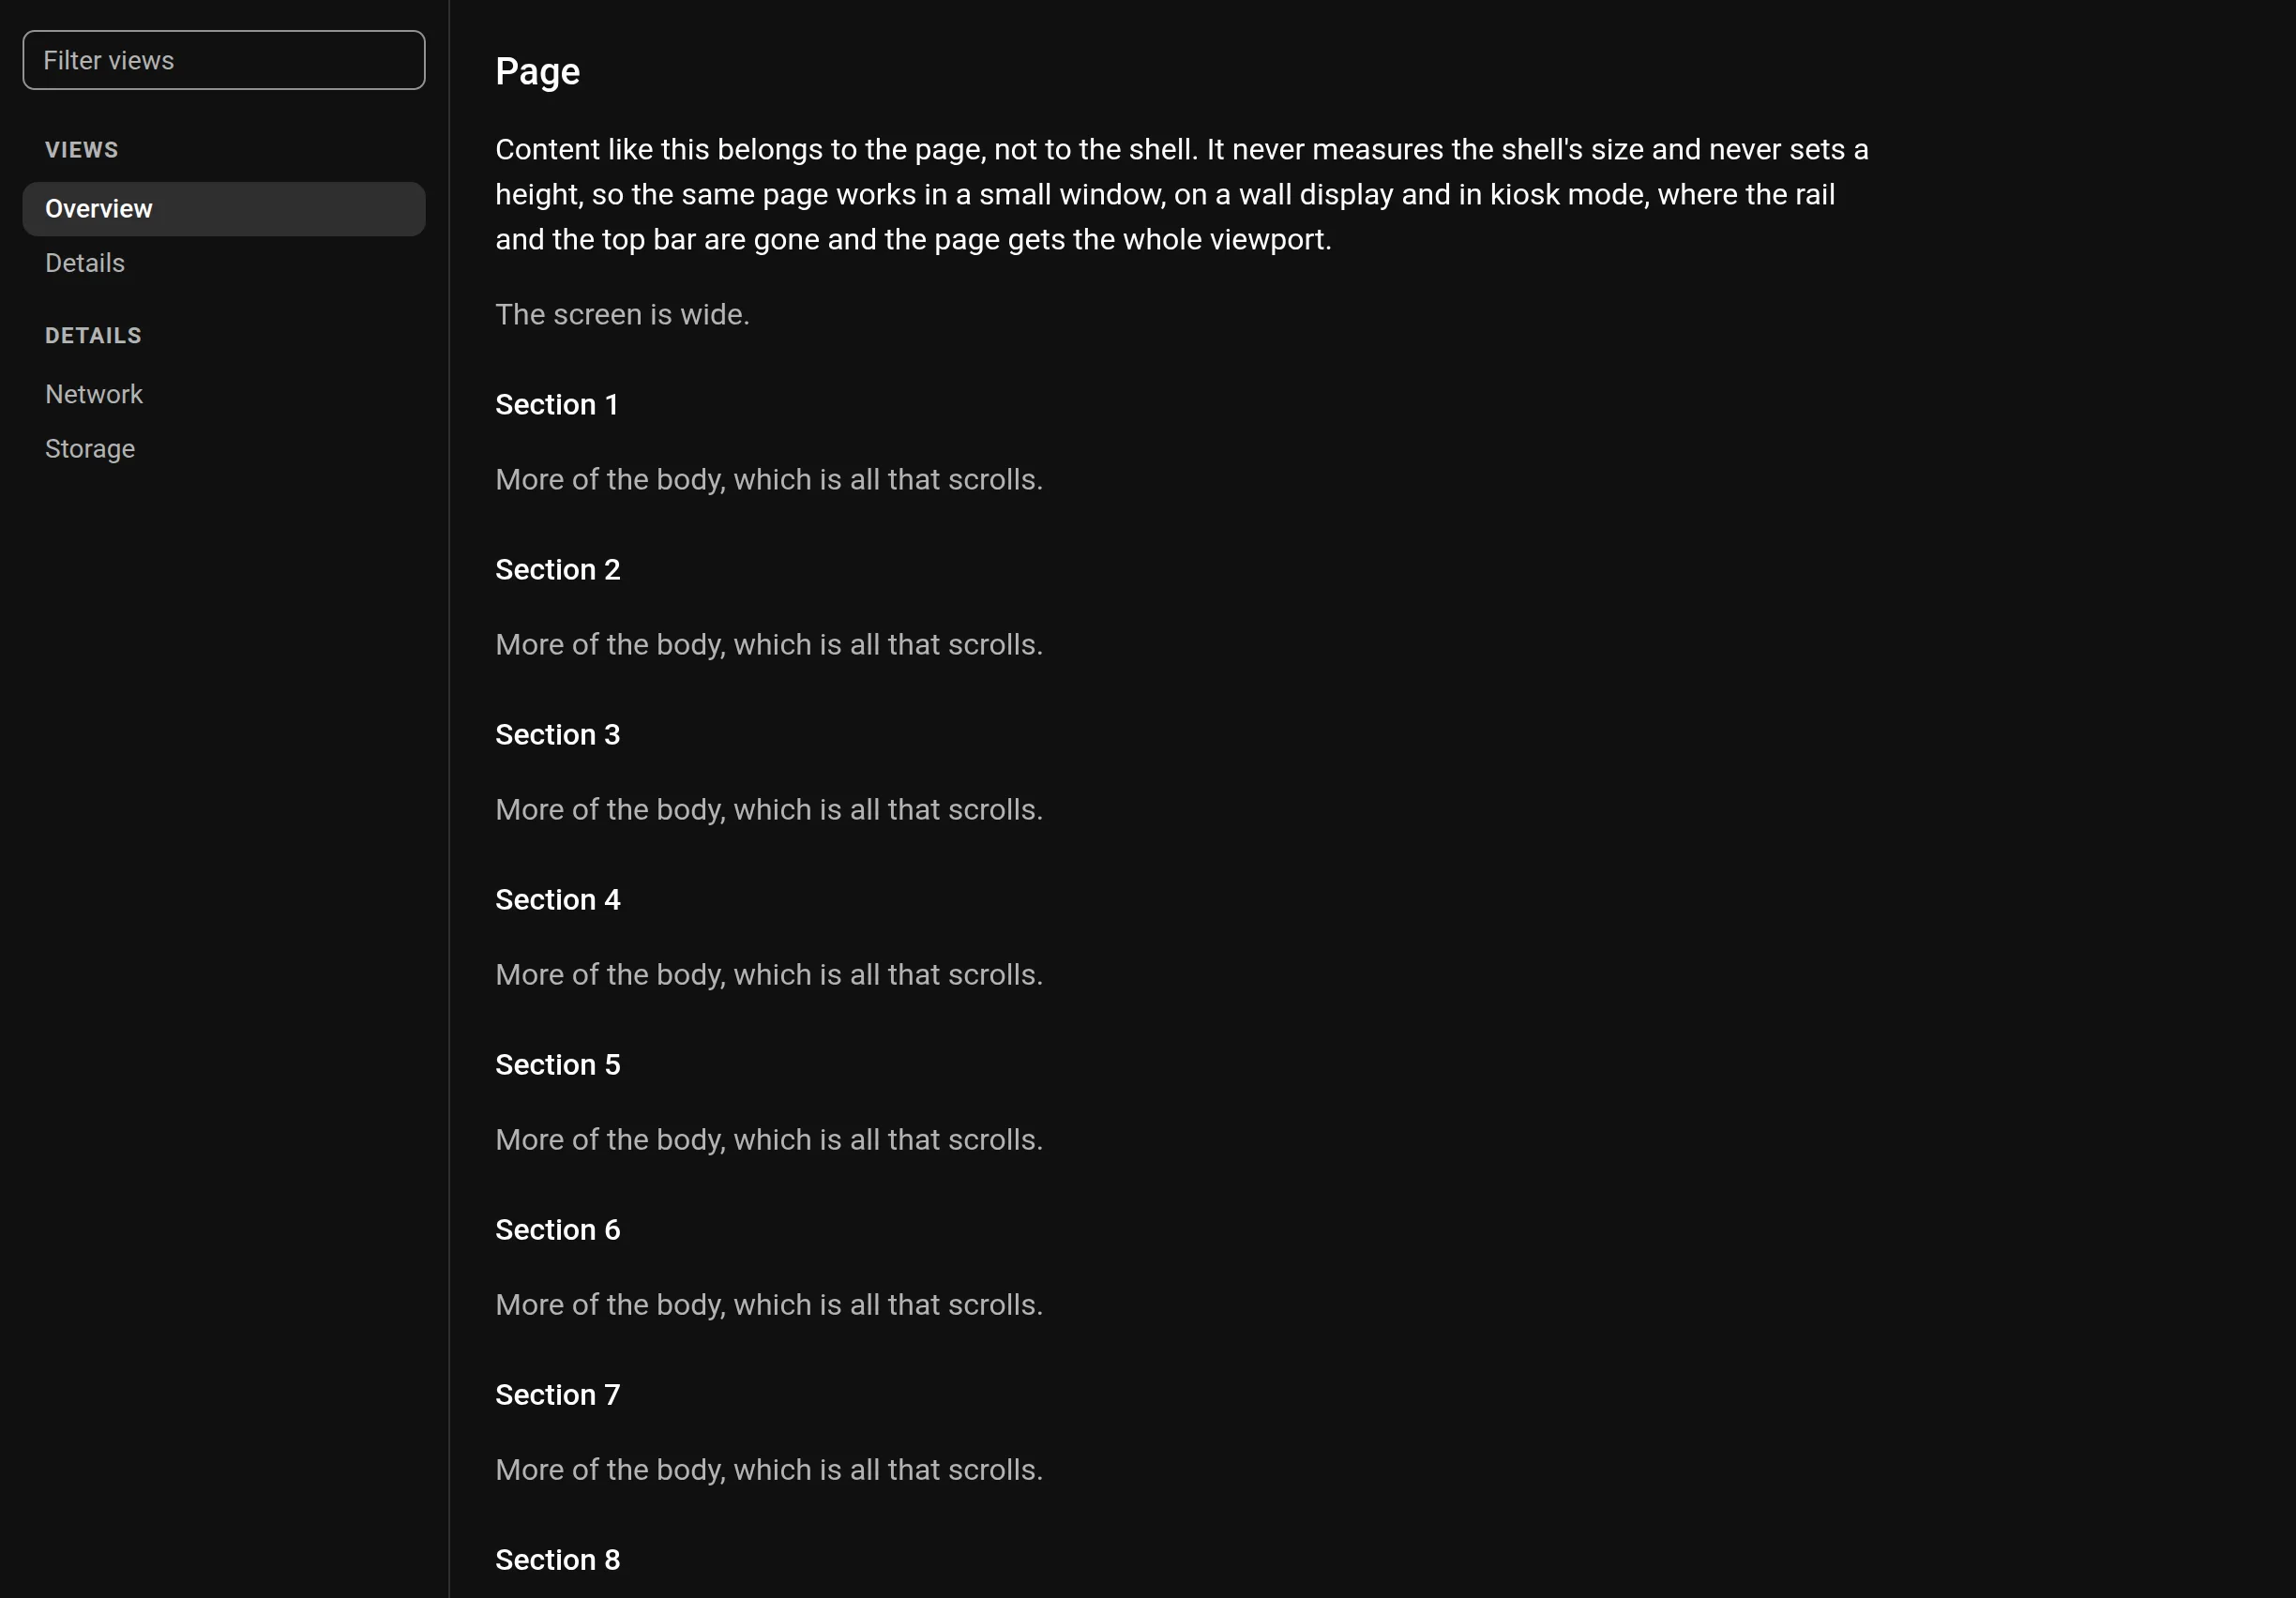 Filter views
VIEWS
Overview
Details
DETAILS
Network
Storage
Page
Content like this belongs to the page, not to the shell. It never measures the shell's size and never sets a
height, so the same page works in a small window, on a wall display and in kiosk mode, where the rail
and the top bar are gone and the page gets the whole viewport.
The screen is wide.
Section 1
More of the body, which is all that scrolls.
Section 2
More of the body, which is all that scrolls.
Section 3
More of the body, which is all that scrolls.
Section 4
More of the body, which is all that scrolls.
Section 5
More of the body, which is all that scrolls.
Section 6
More of the body, which is all that scrolls.
Section 7
More of the body, which is all that scrolls.
Section 8